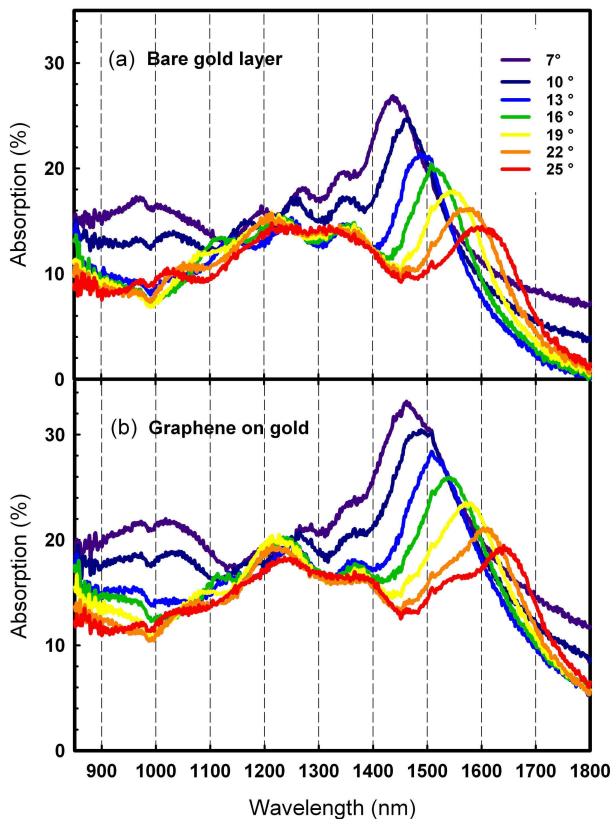 30
20
10
0
Absorption (%)
(a) Bare gold layer
7°
10 °
13 °
16 °
19 °
22 °
25 °
30
20
10
0
Absorption (%)
(b) Graphene on gold
900 1000 1100 1200 1300 1400 1500 1600 1700 1800
Wavelength (nm)